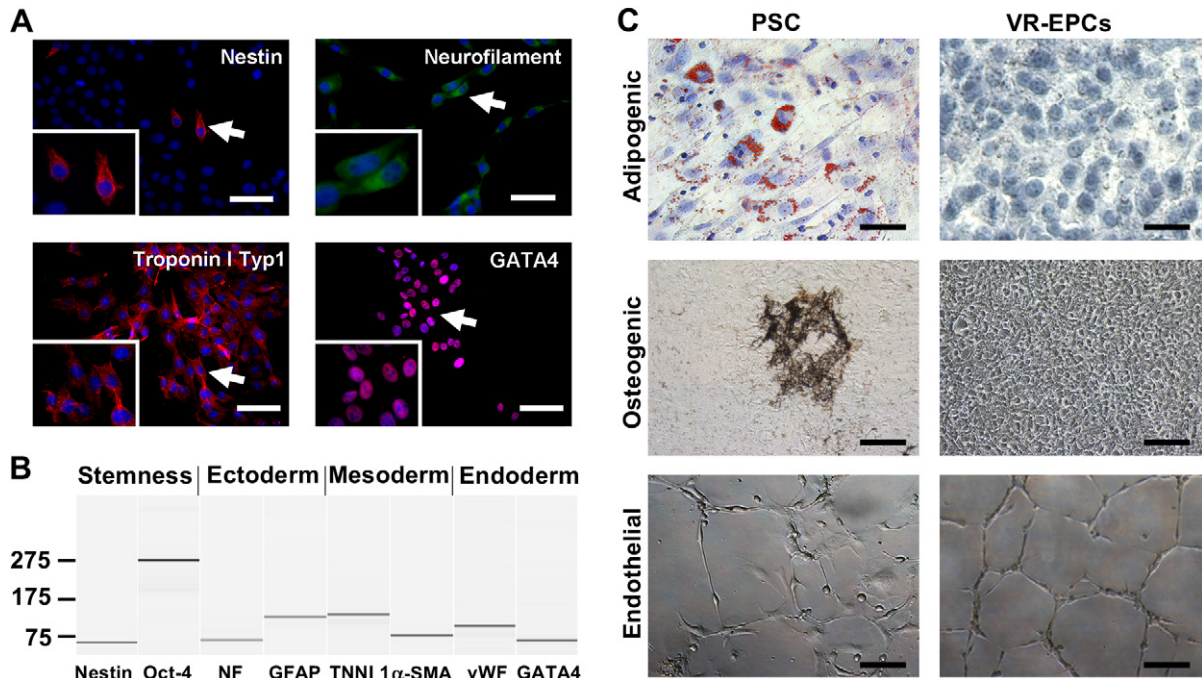 A
Nestin
Neurofilament
Troponin I Typ1
GATA4
B
Stemness Ectoderm Mesoderm Endoderm
275
175
75
Nestin Oct-4 NF GFAP TNNI 1 α-SMA vWF GATA4
C
PSC VR-EPCs
Adipogenic
Osteogenic
Endothelial